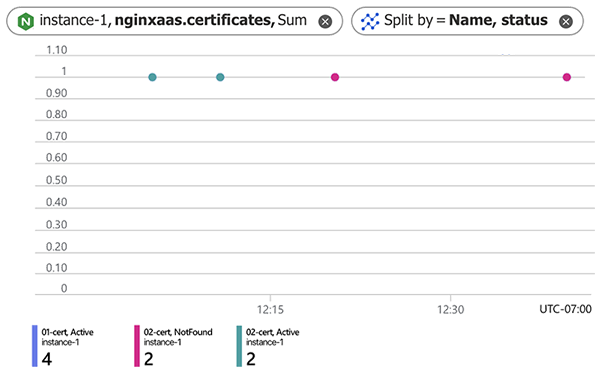 instance-1, nginxaas.certificates, Sum
Split by = Name, status
1.10
1
0.90
0.80
0.70
0.60
0.50
0.40
0.30
0.20
0.10
0
12:15
12:30
UTC-07:00
01-cert, Active
instance-1
4
02-cert, NotFound
instance-1
2
02-cert, Active
instance-1
2